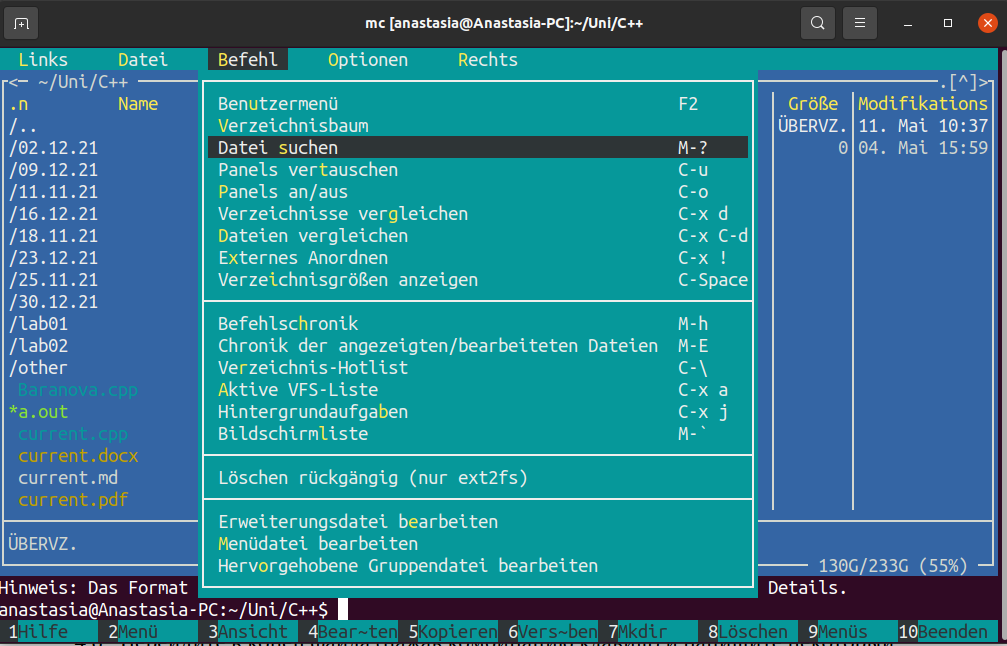 mc [anastasia@Anastasia-PC]:~/Uni/C++
Links Datei Befehl Optionen Rechts
<— ~/Uni/C++ .[^]>
.n Name Größe Modifikations
/.. ÜBERVZ. 11. Mai 10:37
/02.12.21 0 04. Mai 15:59
/09.12.21
/11.11.21
/16.12.21
/18.11.21
/23.12.21
/25.11.21
/30.12.21
/lab01
/lab02
/other
Baranova.cpp
*a.out
current.cpp
current.docx
current.md
current.pdf
ÜBERVZ.
130G/233G (55%)
Benutzermenü F2
Verzeichnisbaum
Datei suchen M-?
Panels vertauschen C-u
Panels an/aus C-o
Verzeichnisse vergleichen C-x d
Dateien vergleichen C-x C-d
Externes Anordnen C-x !
Verzeichnisgrößen anzeigen C-Space
Befehlschronik M-h
Chronik der angezeigten/bearbeiteten Dateien M-E
Verzeichnis-Hotlist C-\
Aktive VFS-Liste C-x a
Hintergrundaufgaben C-x j
Bildschirmliste M-`
Löschen rückgängig (nur ext2fs)
Erweiterungsdatei bearbeiten
Menüdatei bearbeiten
Hervorgehobene Gruppendatei bearbeiten
Hinweis: Das Format Details.
anastasia@Anastasia-PC:~/Uni/C++$
1Hilfe 2Menü 3Ansicht 4Bear~ten 5Kopieren 6Vers~ben 7Mkdir 8Löschen 9Menüs 10Beenden